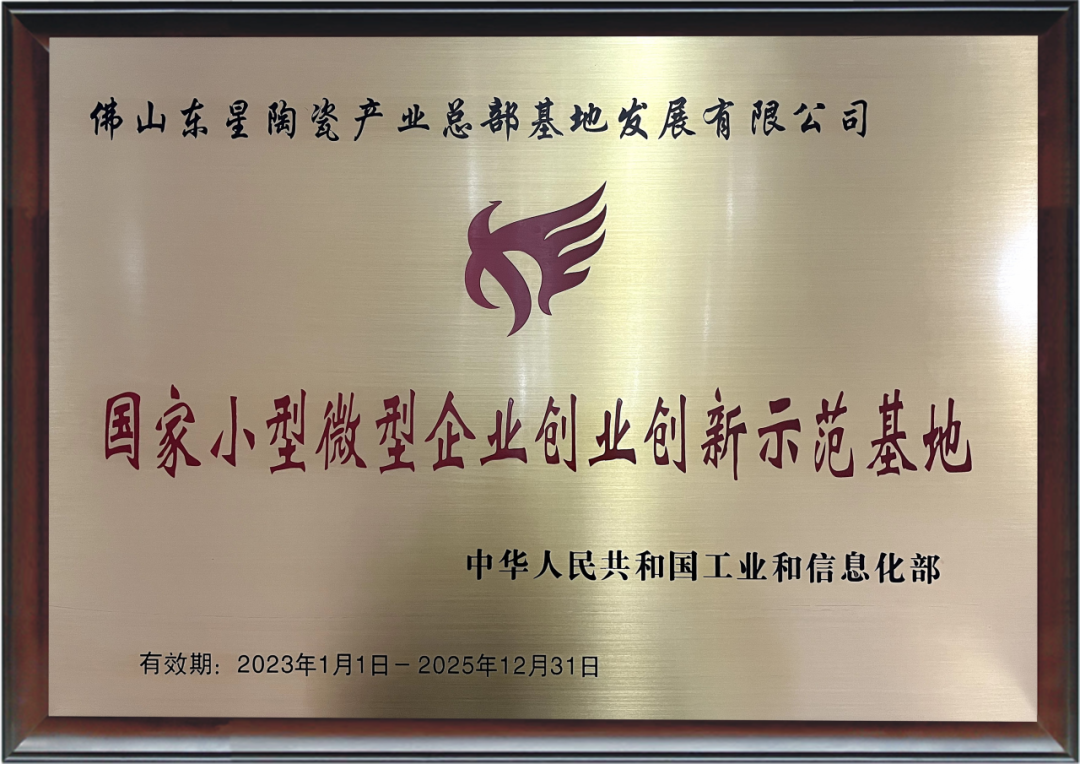 佛山东星陶瓷产业总部基地发展有限公司
国家小型微型企业创业创新示范基地
中华人民共和国工业和信息化部
有效期：2023年1月1日－2025年12月31日